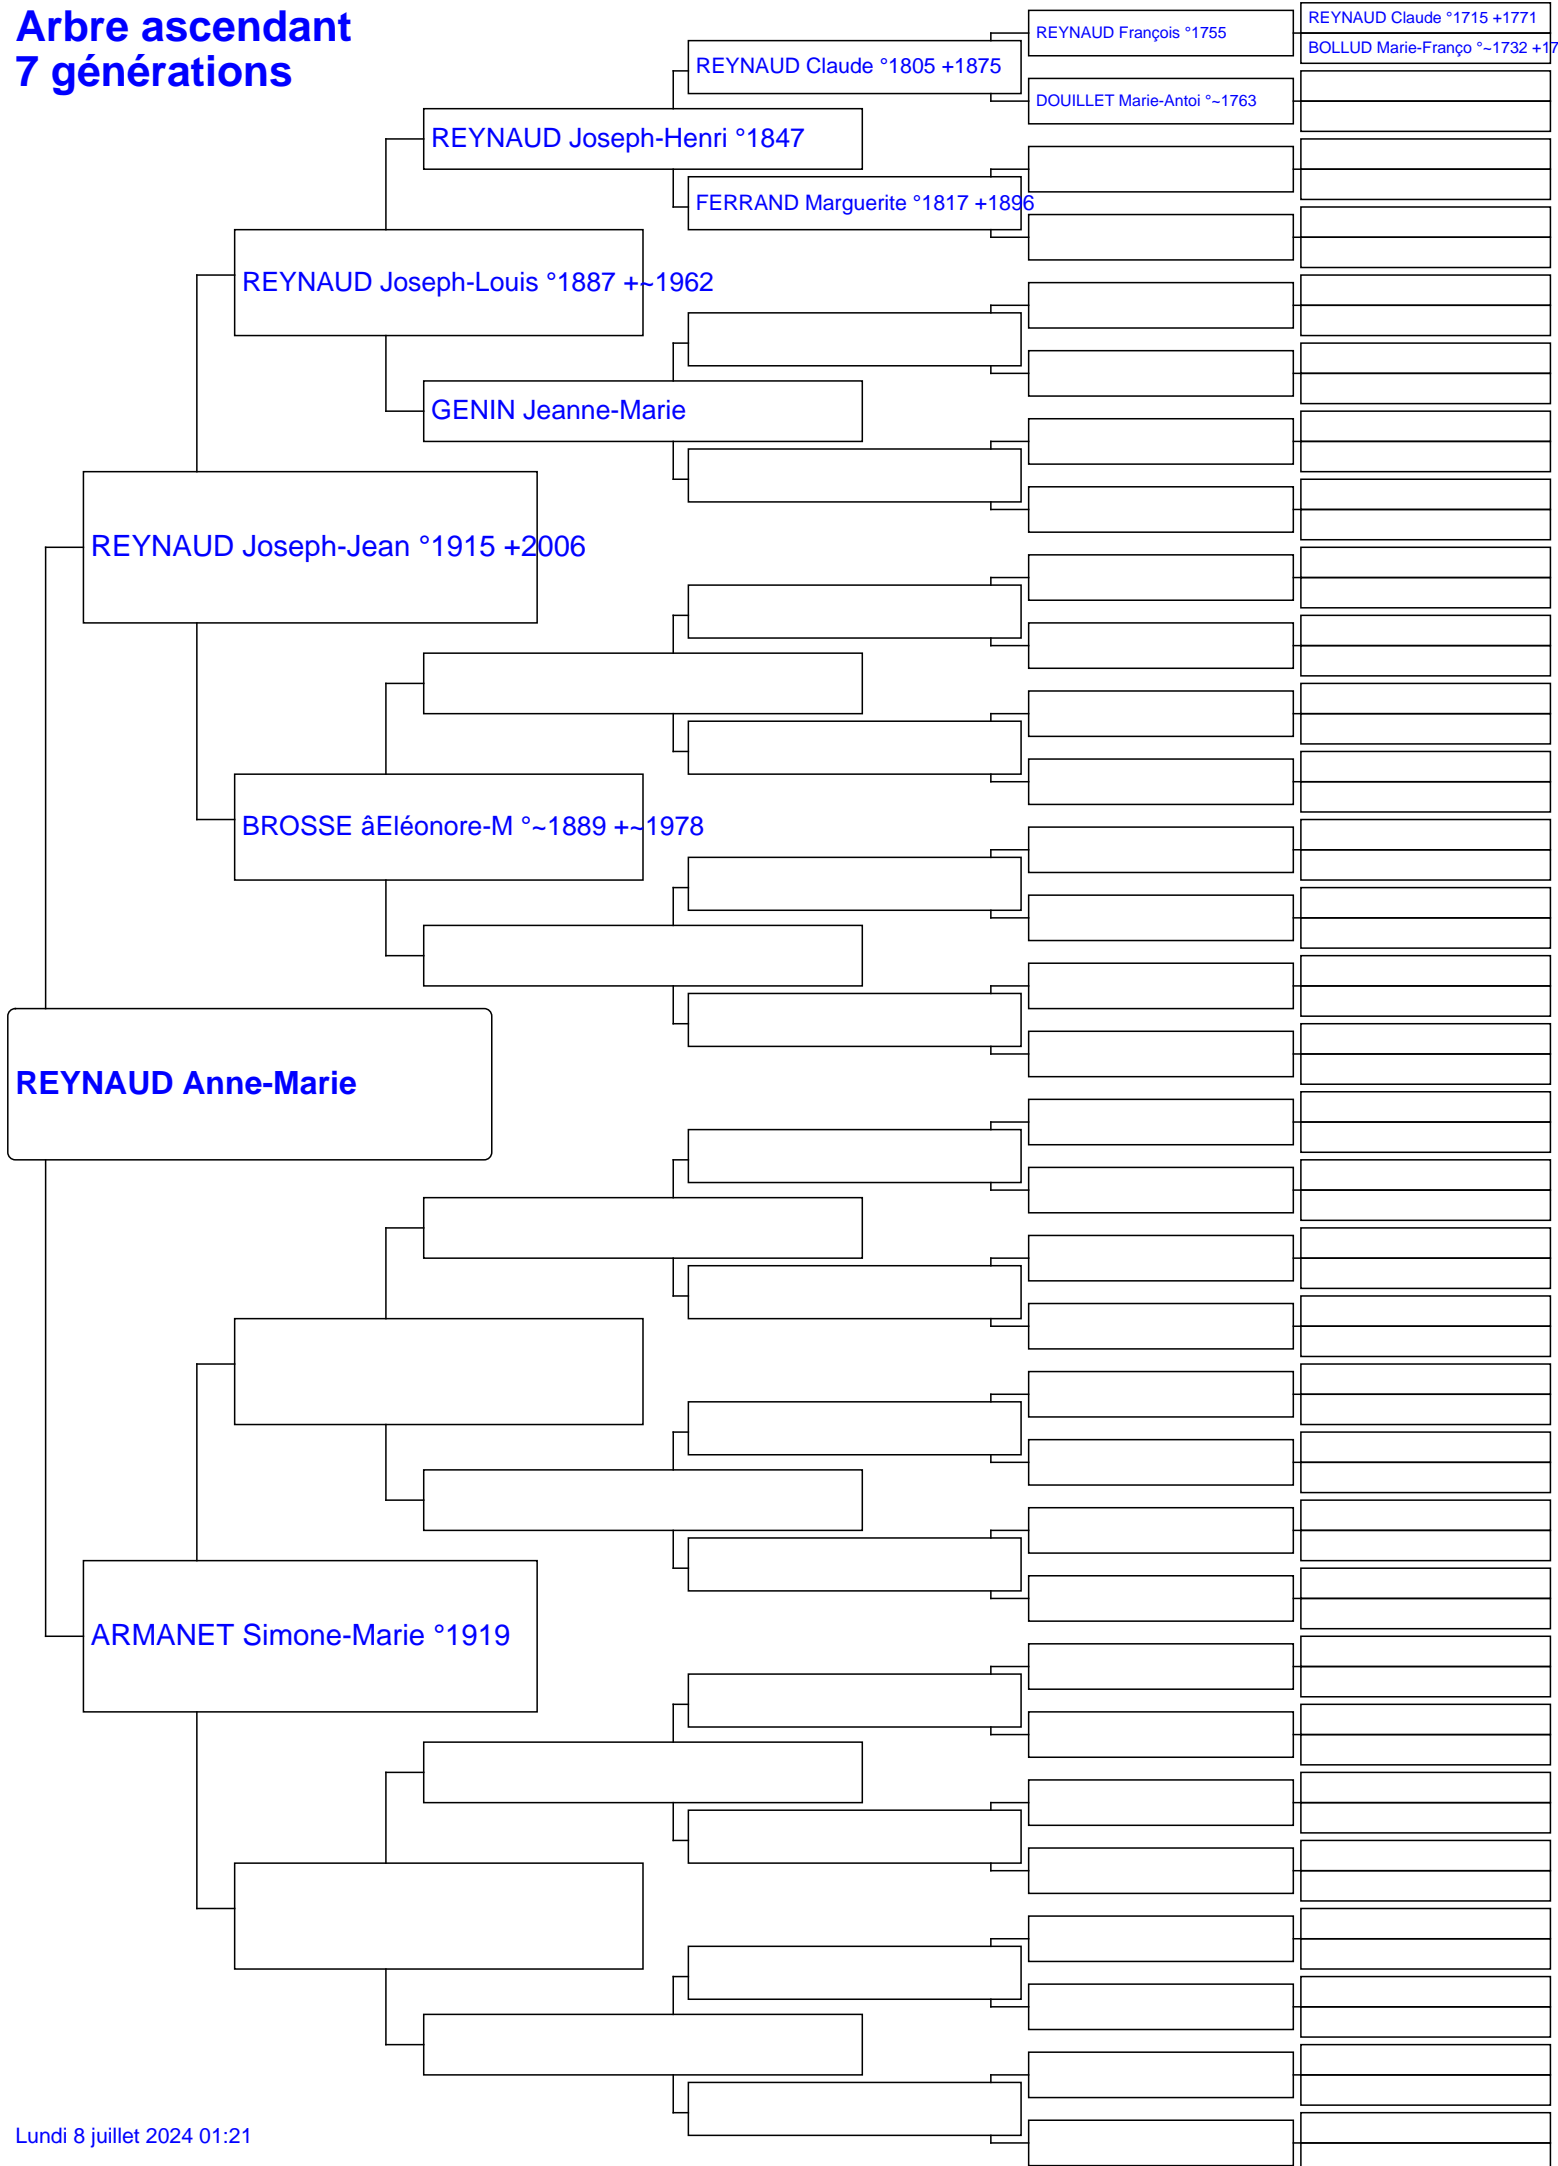 Arbre ascendant
7 générations
REYNAUD Claude °1715 +1771
REYNAUD François °1755
BOLLUD Marie-Franço °~1732 +17
REYNAUD Claude °1805 +1875
DOUILLET Marie-Antoi °~1763
REYNAUD Joseph-Henri °1847
FERRAND Marguerite °1817 +1896
REYNAUD Joseph-Louis °1887 +~1962
GENIN Jeanne-Marie
REYNAUD Joseph-Jean °1915 +2006
BROSSE âEléonore-M °~1889 +~1978
REYNAUD Anne-Marie
ARMANET Simone-Marie °1919
Lundi 8 juillet 2024 01:21